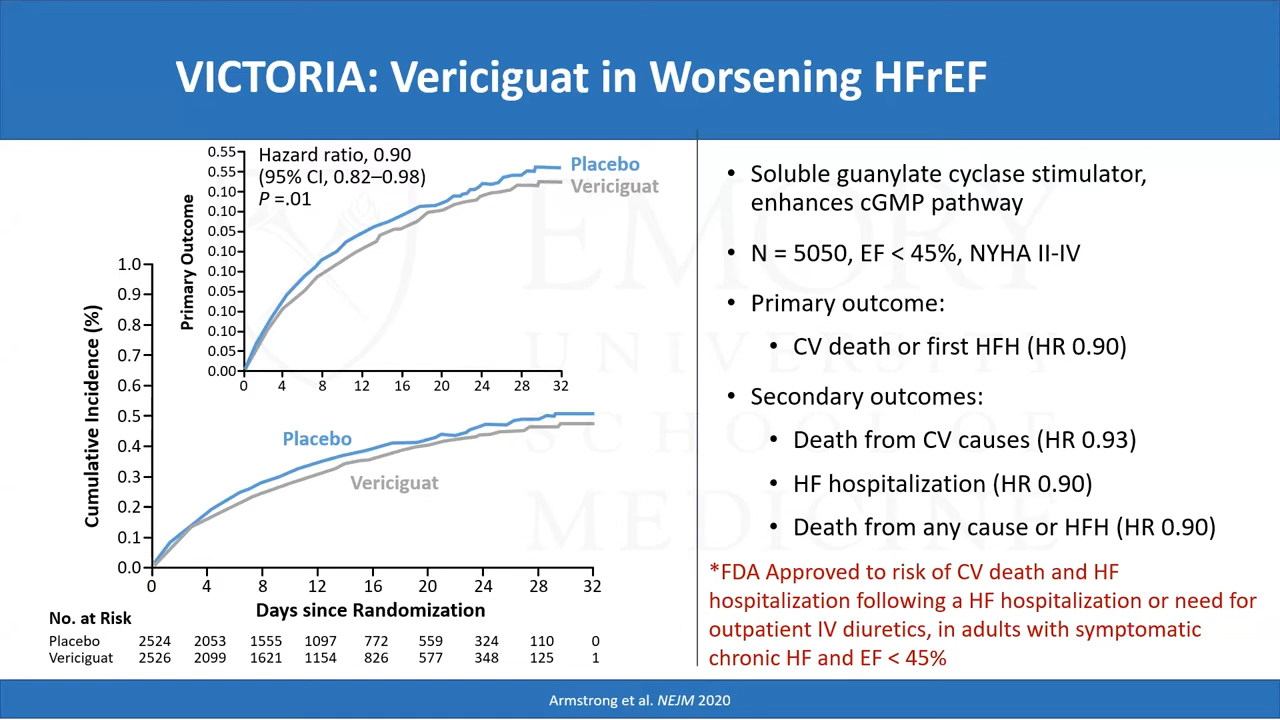 VICTORIA: Vericiguat in Worsening HFrEF
0.55
0.55
0.10
0.10
0.05
0.10
0.10
0.05
0.10
0.10
0.05
0.00
Primary Outcome
Hazard ratio, 0.90
(95% CI, 0.82–0.98)
P =.01
Placebo
Vericiguat
0 4 8 12 16 20 24 28 32
1.0
0.9
0.8
0.7
0.6
0.5
0.4
0.3
0.2
0.1
0.0
Cumulative Incidence (%)
Placebo
Vericiguat
0 4 8 12 16 20 24 28 32
Days since Randomization
No. at Risk
Placebo 2524 2053 1555 1097 772 559 324 110 0
Vericiguat 2526 2099 1621 1154 826 577 348 125 1
• Soluble guanylate cyclase stimulator,
enhances cGMP pathway
• N = 5050, EF < 45%, NYHA II-IV
• Primary outcome:
• CV death or first HFH (HR 0.90)
• Secondary outcomes:
• Death from CV causes (HR 0.93)
• HF hospitalization (HR 0.90)
• Death from any cause or HFH (HR 0.90)
*FDA Approved to risk of CV death and HF
hospitalization following a HF hospitalization or need for
outpatient IV diuretics, in adults with symptomatic
chronic HF and EF < 45%
EMORY
UNIVERSITY
SCHOOL OF
MEDICINE
Armstrong et al. NEJM 2020